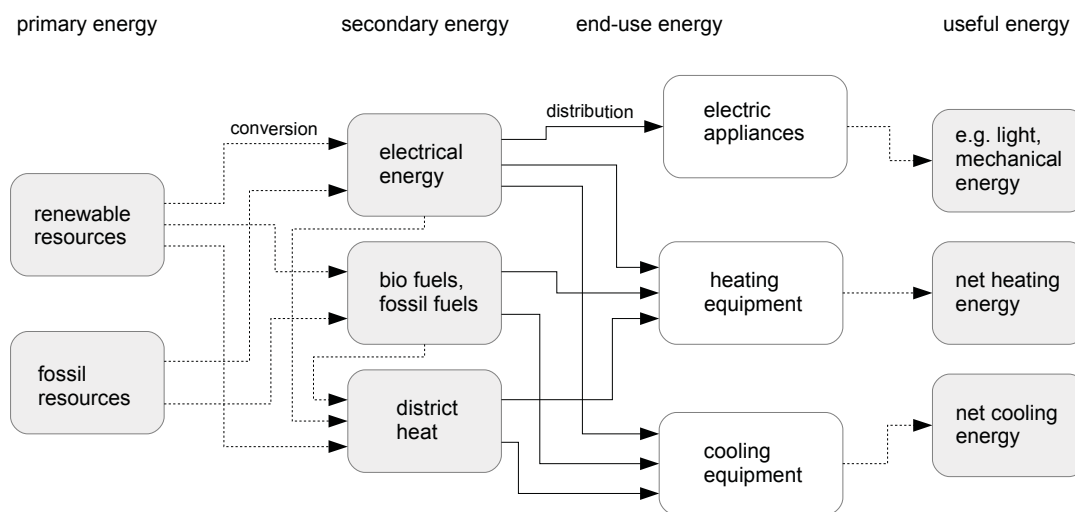 primary energy
secondary energy
end-use energy
useful energy
conversion
distribution
renewable
resources
fossil
resources
electrical
energy
bio fuels,
fossil fuels
district
heat
electric
appliances
heating
equipment
cooling
equipment
e.g. light,
mechanical
energy
net heating
energy
net cooling
energy